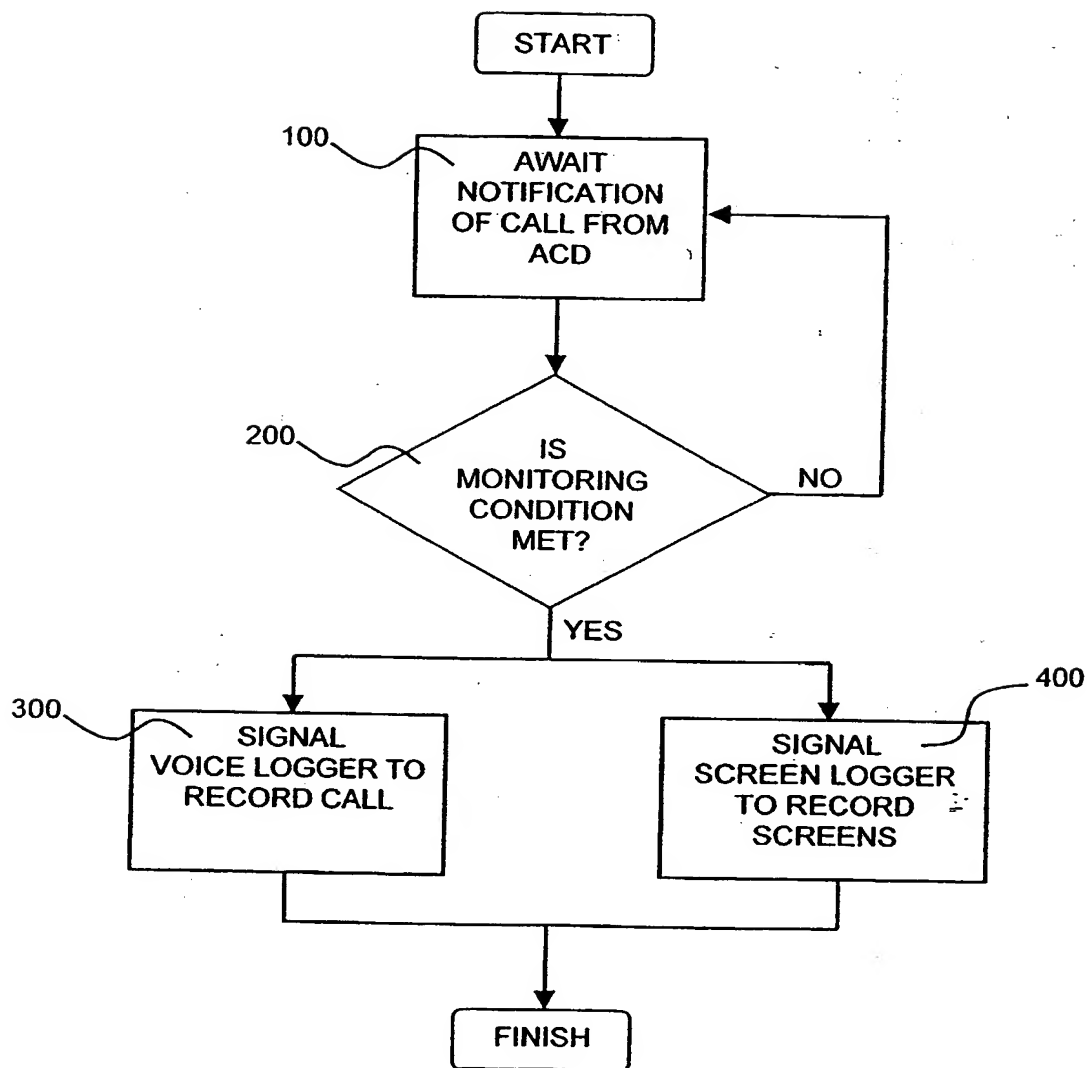 START
100
AWAIT
NOTIFICATION
OF CALL FROM
ACD
200
IS
MONITORING
CONDITION
MET?
NO
YES
300
SIGNAL
VOICE LOGGER TO
RECORD CALL
400
SIGNAL
SCREEN LOGGER
TO RECORD
SCREENS
FINISH